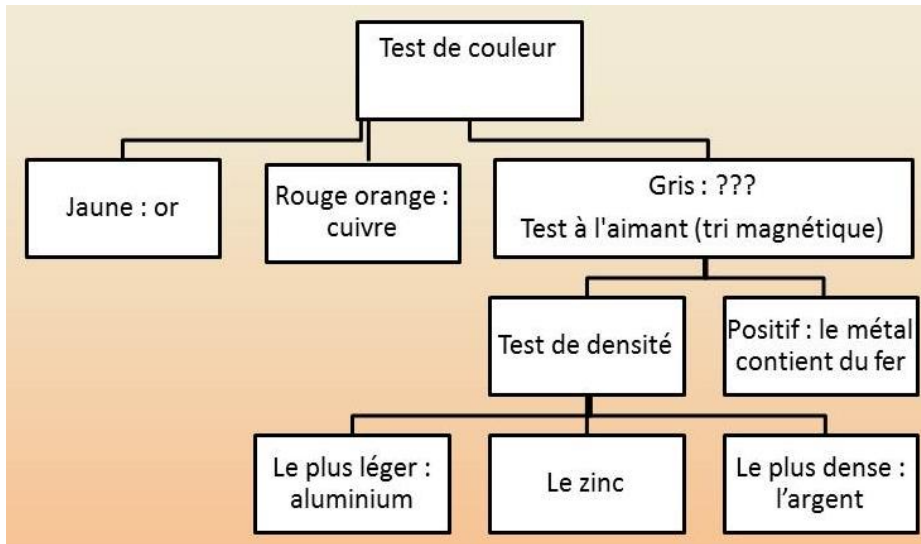 Test de couleur
Jaune : or
Rouge orange :
cuivre
Gris : ???
Test à l'aimant (tri magnétique)
Test de densité
Positif : le métal
contient du fer
Le plus léger :
aluminium
Le zinc
Le plus dense :
l’argent